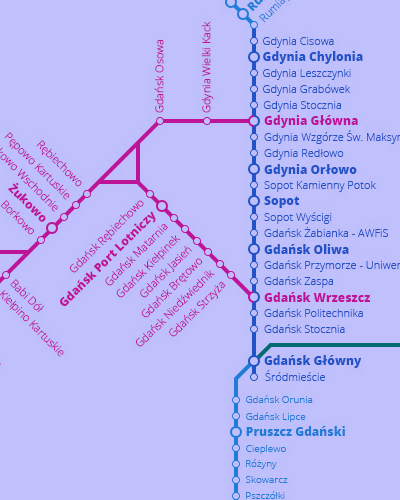 Ru
Rumia
Gdynia Cisowa
Gdynia Chylonia
Gdynia Leszczynki
Gdynia Grabówek
Gdynia Stocznia
Gdynia Główna
Gdynia Wzgórze Św. Maksym
Gdynia Redłowo
Gdynia Orłowo
Sopot Kamienny Potok
Sopot
Sopot Wyścigi
Gdańsk Żabianka - AWFiS
Gdańsk Oliwa
Gdańsk Przymorze - Uniwer
Gdańsk Zaspa
Gdańsk Wrzeszcz
Gdańsk Politechnika
Gdańsk Stocznia
Gdańsk Główny
Śródmieście
Gdańsk Orunia
Gdańsk Lipce
Pruszcz Gdański
Cieplewo
Różyny
Skowarcz
Pszczółki
Gdynia Wielki Kack
Gdańsk Osowa
Rębiechowo
Pępowo Kartuskie
kowo Wschodnie
Żukowo
Borkowo
Babi Dół
Kiełpino Kartuskie
Gdańsk Rębiechowo
Gdańsk Port Lotniczy
Gdańsk Matarnia
Gdańsk Kiełpinek
Gdańsk Jasień
Gdańsk Brętowo
Gdańsk Niedźwiednik
Gdańsk Strzyża